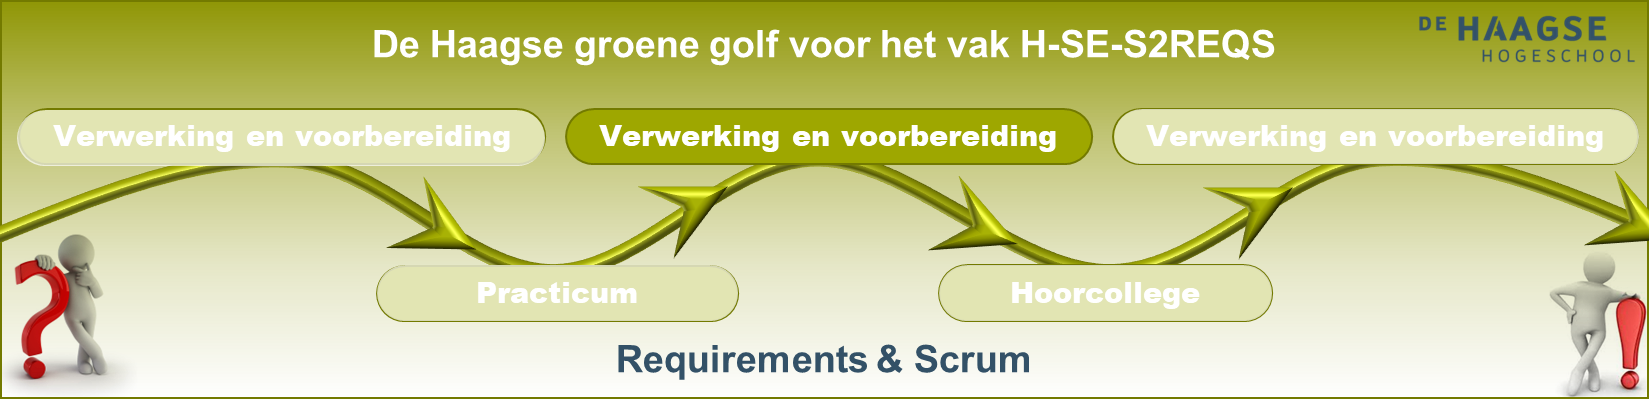 De Haagse groene golf voor het vak H-SE-S2REQS
DE HAAGSE
HOGESCHOOL
Verwerking en voorbereiding
Verwerking en voorbereiding
Verwerking en voorbereiding
Practicum
Hoorcollege
Requirements & Scrum